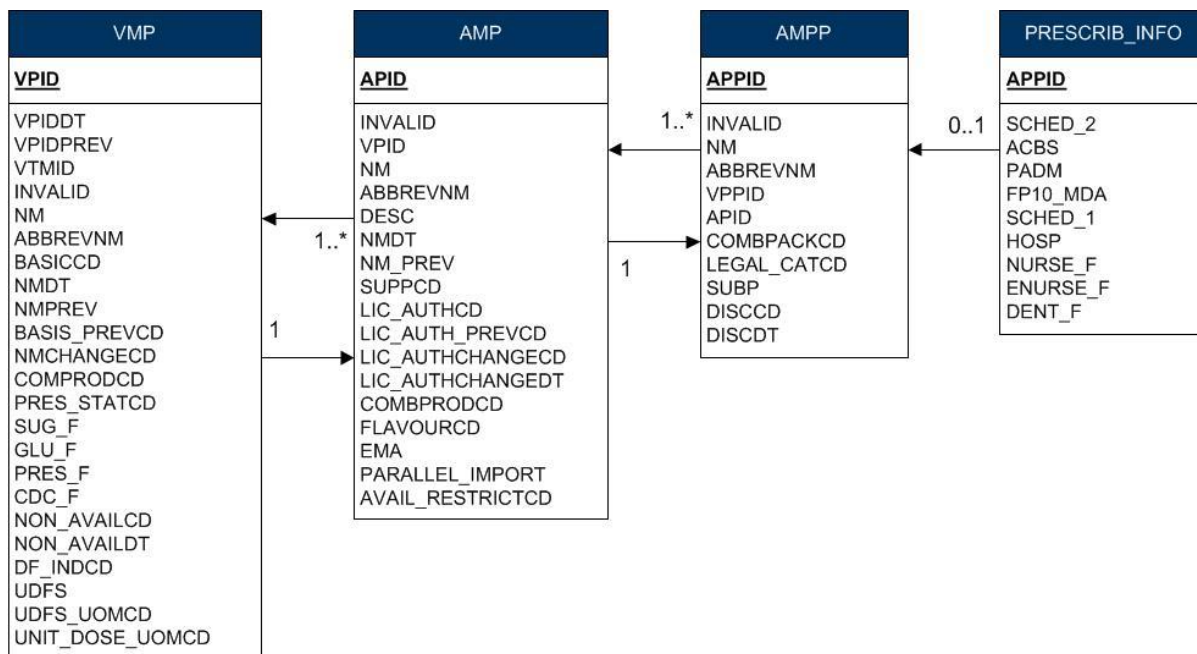 VMP
VPID
VPIDDT
VPIDPREV
VTMID
INVALID
NM
ABBREVNM
BASICCD
NMDT
NMPREV
BASIS_PREVCD
NMCHANGECD
COMPRODCD
PRES_STATCD
SUG_F
GLU_F
PRES_F
CDC_F
NON_AVAILCD
NON_AVAILDT
DF_INDCD
UDFS
UDFS_UOMCD
UNIT_DOSE_UOMCD
1..*
1
AMP
APID
INVALID
VPID
NM
ABBREVNM
DESC
NMDT
NM_PREV
SUPPCD
LIC_AUTHCD
LIC_AUTH_PREVCD
LIC_AUTHCHANGECD
LIC_AUTHCHANGEDT
COMBPRODCD
FLAVOURCD
EMA
PARALLEL_IMPORT
AVAIL_RESTRICTCD
1..*
1
AMPP
APPID
INVALID
NM
ABBREVNM
VPPID
APID
COMBPACKCD
LEGAL_CATCD
SUBP
DISCCD
DISCDT
0..1
PRESCRIB_INFO
APPID
SCHED_2
ACBS
PADM
FP10_MDA
SCHED_1
HOSP
NURSE_F
ENURSE_F
DENT_F